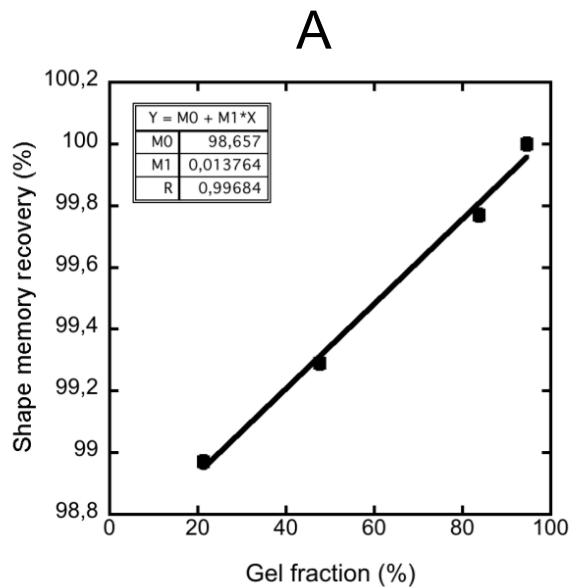 A
100,2
100
99,8
99,6
99,4
99,2
99
98,8
Shape memory recovery (%)
Y = M0 + M1*X
M0 98,657
M1 0,013764
R 0,99684
0 20 40 60 80 100
Gel fraction (%)